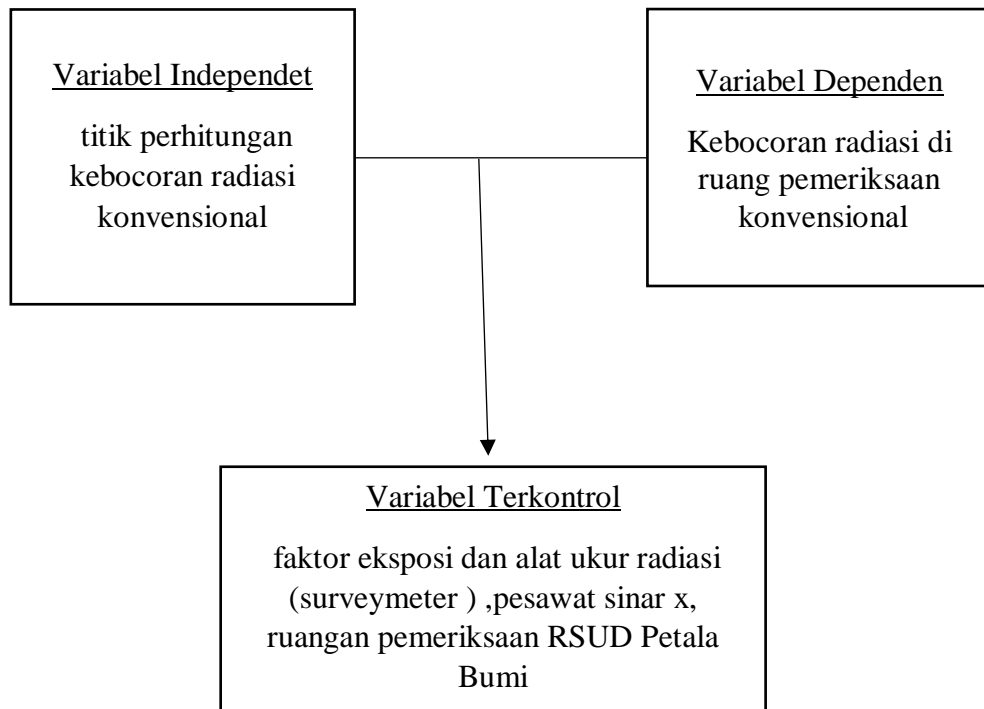 Variabel Independet
titik perhitungan
kebocoran radiasi
konvensional
Variabel Dependen
Kebocoran radiasi di
ruang pemeriksaan
konvensional
Variabel Terkontrol
faktor eksposi dan alat ukur radiasi
(surveymeter ) ,pesawat sinar x,
ruangan pemeriksaan RSUD Petala
Bumi